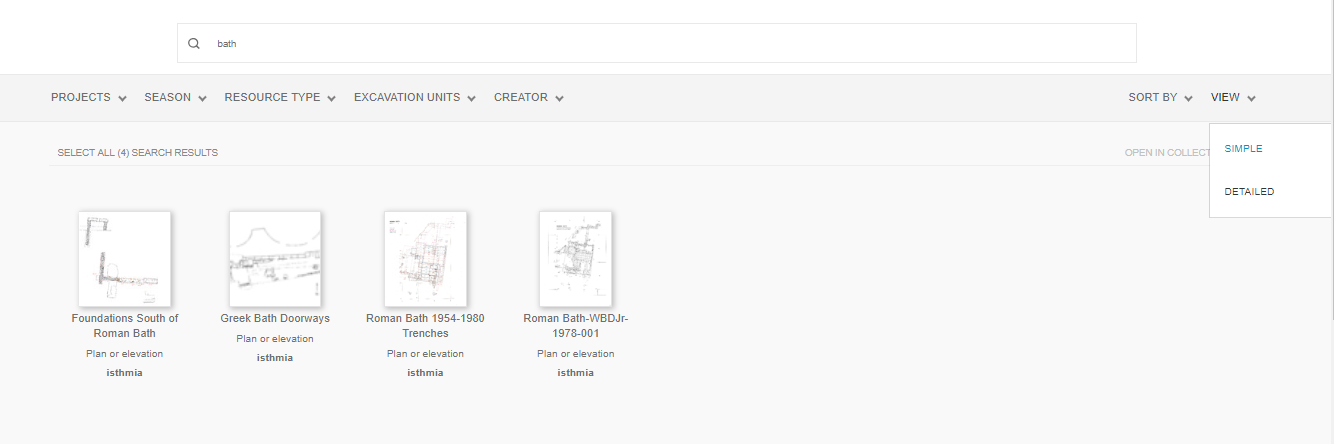 bath
PROJECTS SEASON RESOURCE TYPE EXCAVATION UNITS CREATOR SORT BY VIEW
SELECT ALL (4) SEARCH RESULTS OPEN IN COLLECT
SIMPLE
DETAILED
Foundations South of
Roman Bath
Plan or elevation
isthmia
Greek Bath Doorways
Plan or elevation
isthmia
Roman Bath 1954-1980
Trenches
Plan or elevation
isthmia
Roman Bath-WBDJr-
1978-001
Plan or elevation
isthmia